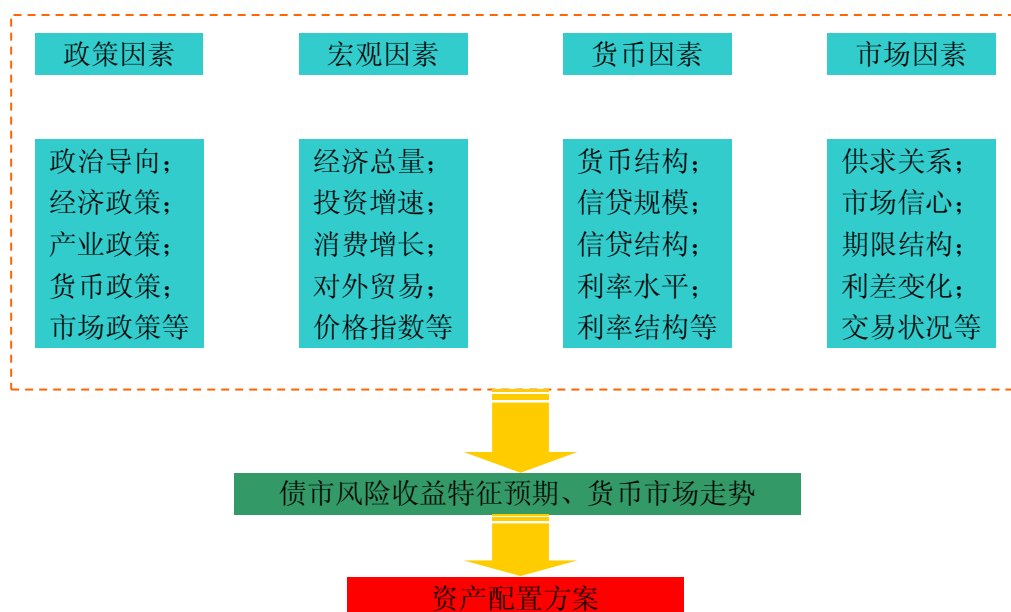 政策因素
宏观因素
货币因素
市场因素
政治导向；
经济政策；
产业政策；
货币政策；
市场政策等
经济总量；
投资增速；
消费增长；
对外贸易；
价格指数等
货币结构；
信贷规模；
信贷结构；
利率水平；
利率结构等
供求关系；
市场信心；
期限结构；
利差变化；
交易状况等
债市风险收益特征预期、货币市场走势
资产配置方案